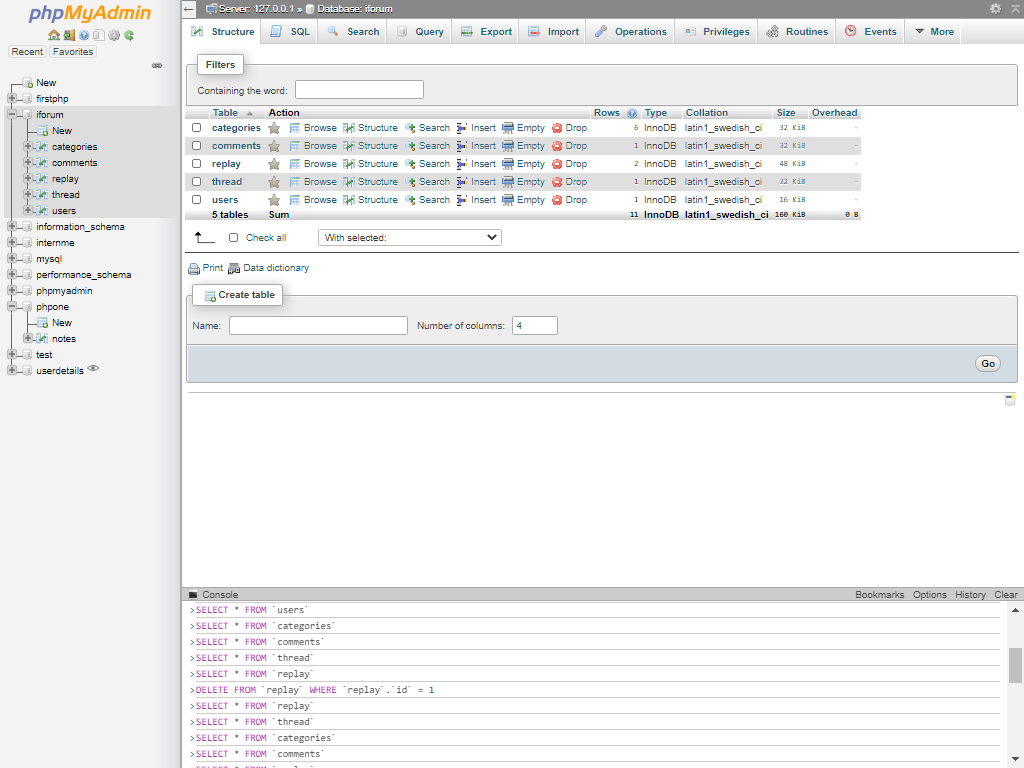 phpMyAdmin
Recent Favorites
New
firstphp
iforum
New
categories
comments
replay
thread
users
information_schema
internme
mysql
performance_schema
phpmyadmin
phpone
New
notes
test
userdetails
Server: 127.0.0.1 » Database: iforum
Structure SQL Search Query Export Import Operations Privileges Routines Events More
Filters
Containing the word:
Table Action Rows Type Collation Size Overhead
categories Browse Structure Search Insert Empty Drop 6 InnoDB latin1_swedish_ci 32 KiB -
comments Browse Structure Search Insert Empty Drop 1 InnoDB latin1_swedish_ci 32 KiB -
replay Browse Structure Search Insert Empty Drop 2 InnoDB latin1_swedish_ci 48 KiB -
thread Browse Structure Search Insert Empty Drop 1 InnoDB latin1_swedish_ci 32 KiB -
users Browse Structure Search Insert Empty Drop 1 InnoDB latin1_swedish_ci 16 KiB -
5 tables Sum 11 InnoDB latin1_swedish_ci 160 KiB 0 B
Check all With selected:
Print Data dictionary
Create table
Name: Number of columns: 4
Go
Console Bookmarks Options History Clear
>SELECT * FROM `users`
>SELECT * FROM `categories`
>SELECT * FROM `comments`
>SELECT * FROM `thread`
>SELECT * FROM `replay`
>DELETE FROM `replay` WHERE `replay`.`id` = 1
>SELECT * FROM `replay`
>SELECT * FROM `thread`
>SELECT * FROM `categories`
>SELECT * FROM `comments`